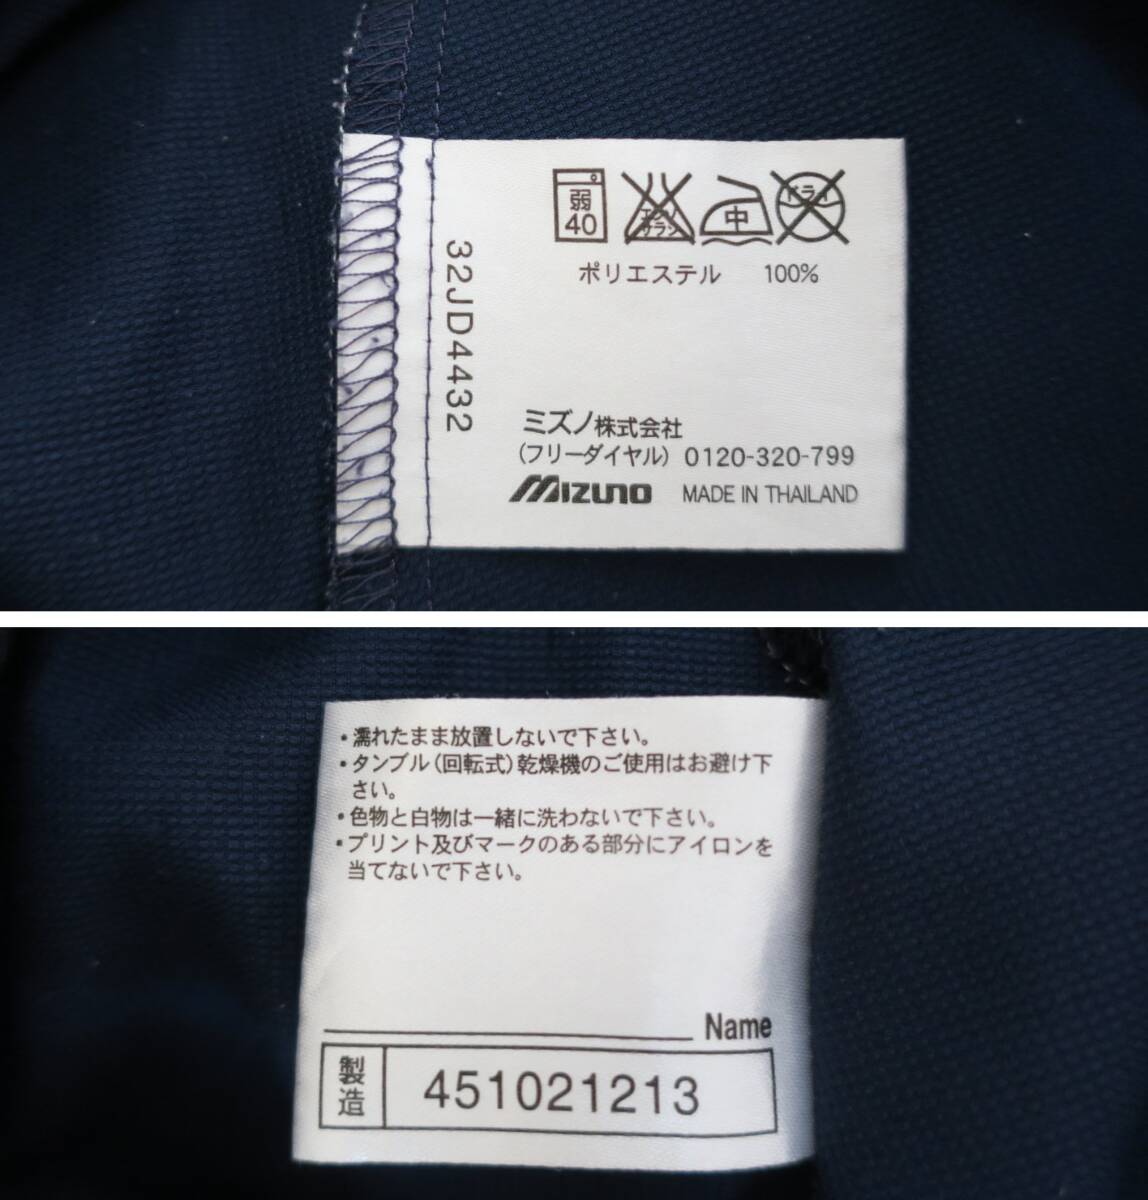 弱
40
エンソ
サラシ
中
ドライ
ポリエステル 100%
32JD4432
ミズノ株式会社
(フリーダイヤル) 0120-320-799
MIZUNO MADE IN THAILAND
・濡れたまま放置しないで下さい。
・タンブル(回転式)乾燥機のご使用はお避け下
さい。
・色物と白物は一緒に洗わないで下さい。
・プリント及びマークのある部分にアイロンを
当てないで下さい。
Name
製造 451021213